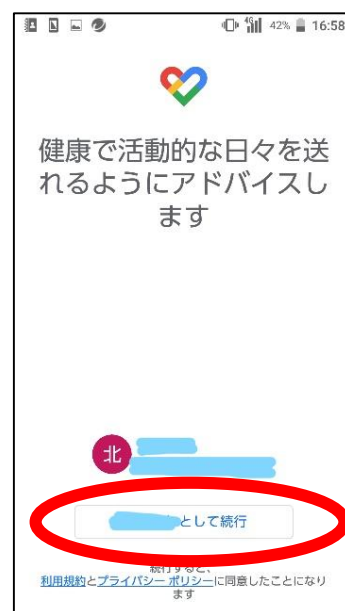 4G 42% 16:58
健康で活動的な日々を送
れるようにアドバイスし
ます
北
として続行
続行すると、
利用規約とプライバシー ポリシーに同意したことになり
ます